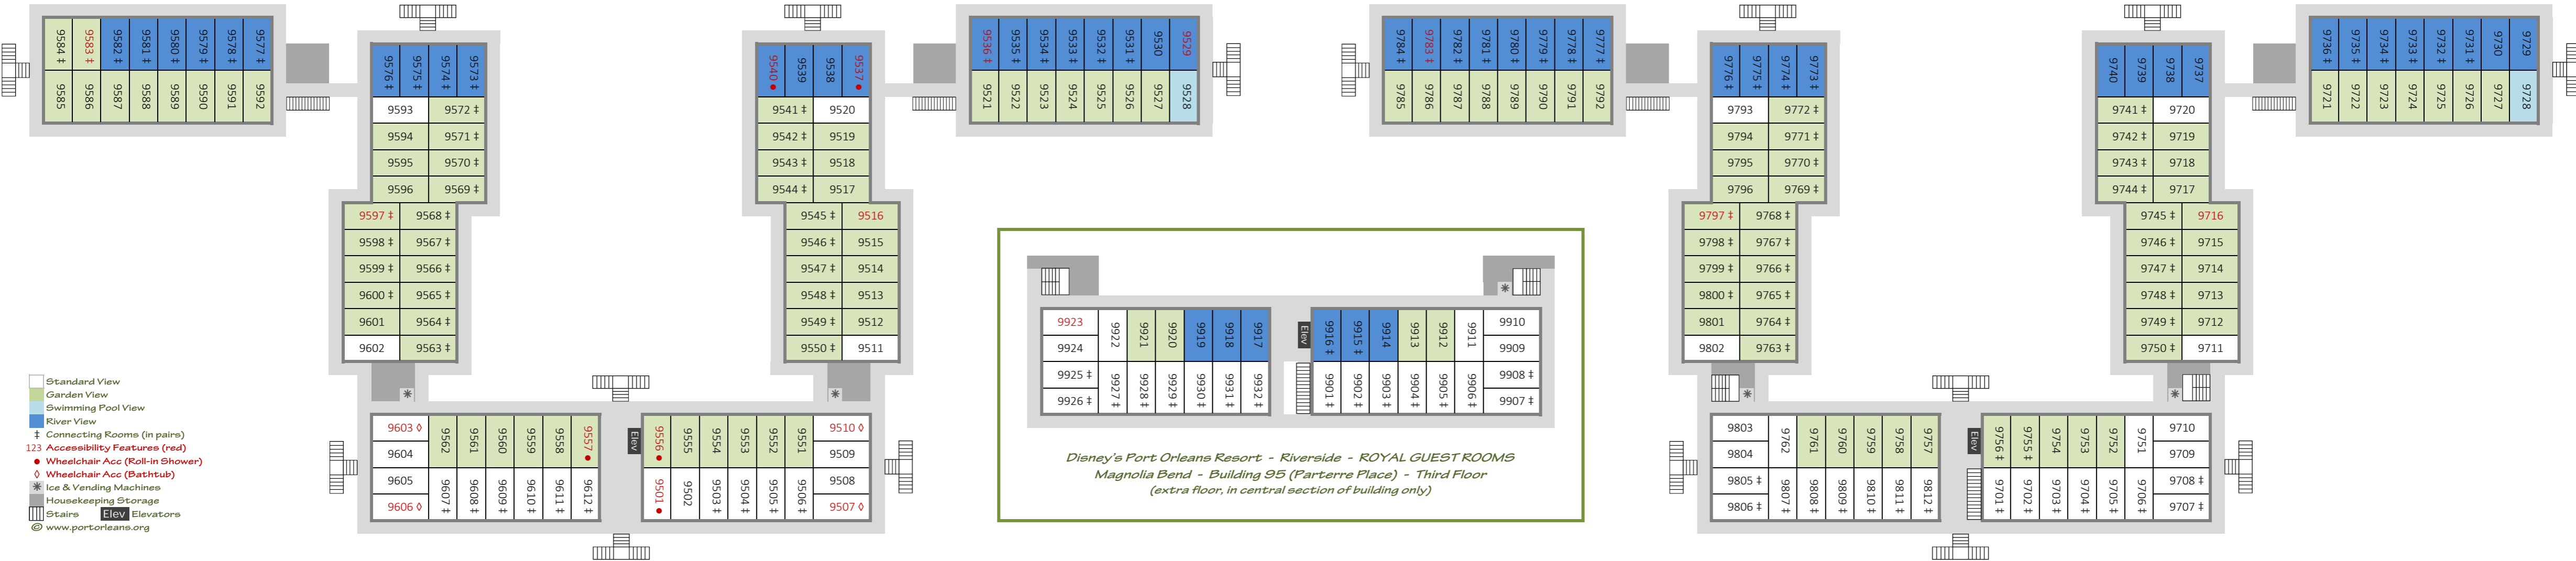 9584 ‡ 9583 ‡ 9582 ‡ 9581 ‡ 9580 ‡ 9579 ‡ 9578 ‡ 9577 ‡
9585 9586 9587 9588 9589 9590 9591 9592
9576 ‡ 9575 ‡ 9574 ‡ 9573 ‡
9593 9572 ‡
9594 9571 ‡
9595 9570 ‡
9596 9569 ‡
9597 ‡ 9568 ‡
9598 ‡ 9567 ‡
9599 ‡ 9566 ‡
9600 ‡ 9565 ‡
9601 9564 ‡
9602 9563 ‡
9540 ● 9539 9538 9537 ●
9541 ‡ 9520
9542 ‡ 9519
9543 ‡ 9518
9544 ‡ 9517
9545 ‡ 9516
9546 ‡ 9515
9547 ‡ 9514
9548 ‡ 9513
9549 ‡ 9512
9550 ‡ 9511
9536 ‡ 9535 ‡ 9534 ‡ 9533 ‡ 9532 ‡ 9531 ‡ 9530 9529
9521 9522 9523 9524 9525 9526 9527 9528
9603 ◊ 9562 9561 9560 9559 9558 9557 ●
9604
9605 9607 ‡ 9608 ‡ 9609 ‡ 9610 ‡ 9611 ‡ 9612 ‡
9606 ◊
Elev
9556 ● 9555 9554 9553 9552 9551 9510 ◊
9509
9501 ● 9502 9503 ‡ 9504 ‡ 9505 ‡ 9506 ‡ 9508
9507 ◊
9784 ‡ 9783 ‡ 9782 ‡ 9781 ‡ 9780 ‡ 9779 ‡ 9778 ‡ 9777 ‡
9785 9786 9787 9788 9789 9790 9791 9792
9776 ‡ 9775 ‡ 9774 ‡ 9773 ‡
9793 9772 ‡
9794 9771 ‡
9795 9770 ‡
9796 9769 ‡
9797 ‡ 9768 ‡
9798 ‡ 9767 ‡
9799 ‡ 9766 ‡
9800 ‡ 9765 ‡
9801 9764 ‡
9802 9763 ‡
9740 9739 9738 9737
9741 ‡ 9720
9742 ‡ 9719
9743 ‡ 9718
9744 ‡ 9717
9745 ‡ 9716
9746 ‡ 9715
9747 ‡ 9714
9748 ‡ 9713
9749 ‡ 9712
9750 ‡ 9711
9736 ‡ 9735 ‡ 9734 ‡ 9733 ‡ 9732 ‡ 9731 ‡ 9730 9729
9721 9722 9723 9724 9725 9726 9727 9728
9803 9762 9761 9760 9759 9758 9757
9804
9805 ‡ 9807 ‡ 9808 ‡ 9809 ‡ 9810 ‡ 9811 ‡ 9812 ‡
9806 ‡
Elev
9756 ‡ 9755 ‡ 9754 9753 9752 9751 9710
9709
9701 ‡ 9702 ‡ 9703 ‡ 9704 ‡ 9705 ‡ 9706 ‡ 9708 ‡
9707 ‡
9923 9922 9921 9920 9919 9918 9917
9924
9925 ‡ 9927 ‡ 9928 ‡ 9929 ‡ 9930 ‡ 9931 ‡ 9932 ‡
9926 ‡
Elev
9916 ‡ 9915 ‡ 9914 9913 9912 9911 9910
9909
9901 ‡ 9902 ‡ 9903 ‡ 9904 ‡ 9905 ‡ 9906 ‡ 9908 ‡
9907 ‡
Disney's Port Orleans Resort - Riverside - ROYAL GUEST ROOMS
Magnolia Bend - Building 95 (Parterre Place) - Third Floor
(extra floor, in central section of building only)
Standard View
Garden View
Swimming Pool View
River View
‡ Connecting Rooms (in pairs)
123 Accessibility Features (red)
● Wheelchair Acc (Roll-in Shower)
◊ Wheelchair Acc (Bathtub)
Ice & Vending Machines
Housekeeping Storage
Stairs Elev Elevators
© www.portorleans.org